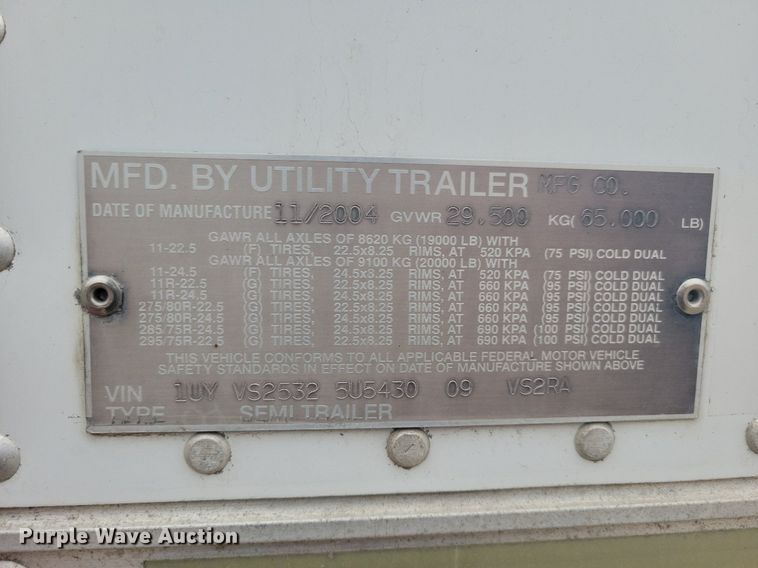 MFD. BY UTILITY TRAILER MFG CO.
DATE OF MANUFACTURE 11/2004 GVWR 29,500 KG( 65,000 LB)
GAWR ALL AXLES OF 8620 KG (19000 LB) WITH
11-22.5 (F) TIRES, 22.5x8.25 RIMS, AT 520 KPA (75 PSI) COLD DUAL
GAWR ALL AXLES OF 9100 KG (20000 LB) WITH
11-24.5 (F) TIRES, 24.5x8.25 RIMS, AT 520 KPA (75 PSI) COLD DUAL
11R-22.5 (G) TIRES, 22.5x8.25 RIMS, AT 660 KPA (95 PSI) COLD DUAL
11R-24.5 (G) TIRES, 24.5x8.25 RIMS, AT 660 KPA (95 PSI) COLD DUAL
275/80R-22.5 (G) TIRES, 22.5x8.25 RIMS, AT 660 KPA (95 PSI) COLD DUAL
275/80R-24.5 (G) TIRES, 24.5x8.25 RIMS, AT 660 KPA (95 PSI) COLD DUAL
285/75R-24.5 (G) TIRES, 24.5x8.25 RIMS, AT 690 KPA (100 PSI) COLD DUAL
295/75R-22.5 (G) TIRES, 22.5x8.25 RIMS, AT 690 KPA (100 PSI) COLD DUAL
THIS VEHICLE CONFORMS TO ALL APPLICABLE FEDERAL MOTOR VEHICLE
SAFETY STANDARDS IN EFFECT ON DATE OF MANUFACTURE SHOWN ABOVE
VIN 1UY VS2532 5U5430 09 VS2RA
TYPE SEMITRAILER
Purple Wave Auction